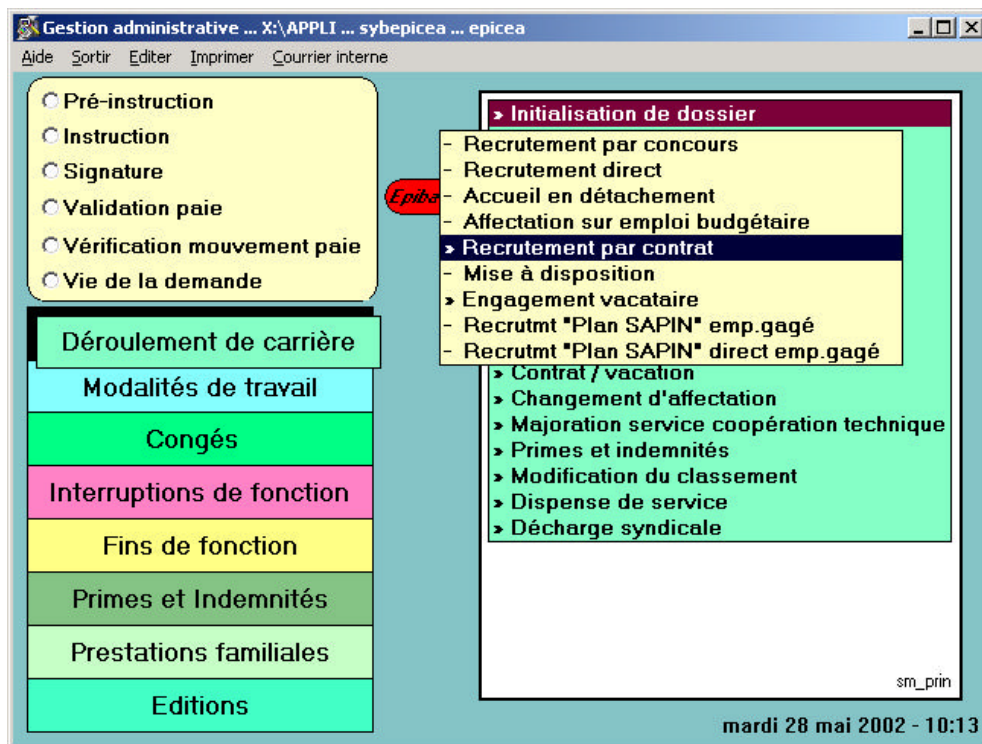 Gestion administrative ... X:\APPLI ... sybepicea ... epicea
Aide Sortir Editer Imprimer Courrier interne
Pré-instruction
Instruction
Signature
Validation paie
Vérification mouvement paie
Vie de la demande
Déroulement de carrière
Modalités de travail
Congés
Interruptions de fonction
Fins de fonction
Primes et Indemnités
Prestations familiales
Editions
» Initialisation de dossier
- Recrutement par concours
- Recrutement direct
- Accueil en détachement
- Affectation sur emploi budgétaire
» Recrutement par contrat
- Mise à disposition
» Engagement vacataire
- Recrutmt "Plan SAPIN" emp.gagé
- Recrutmt "Plan SAPIN" direct emp.gagé
» Contrat / vacation
» Changement d'affectation
» Majoration service coopération technique
» Primes et indemnités
» Modification du classement
» Dispense de service
» Décharge syndicale
sm_prin
mardi 28 mai 2002 - 10:13